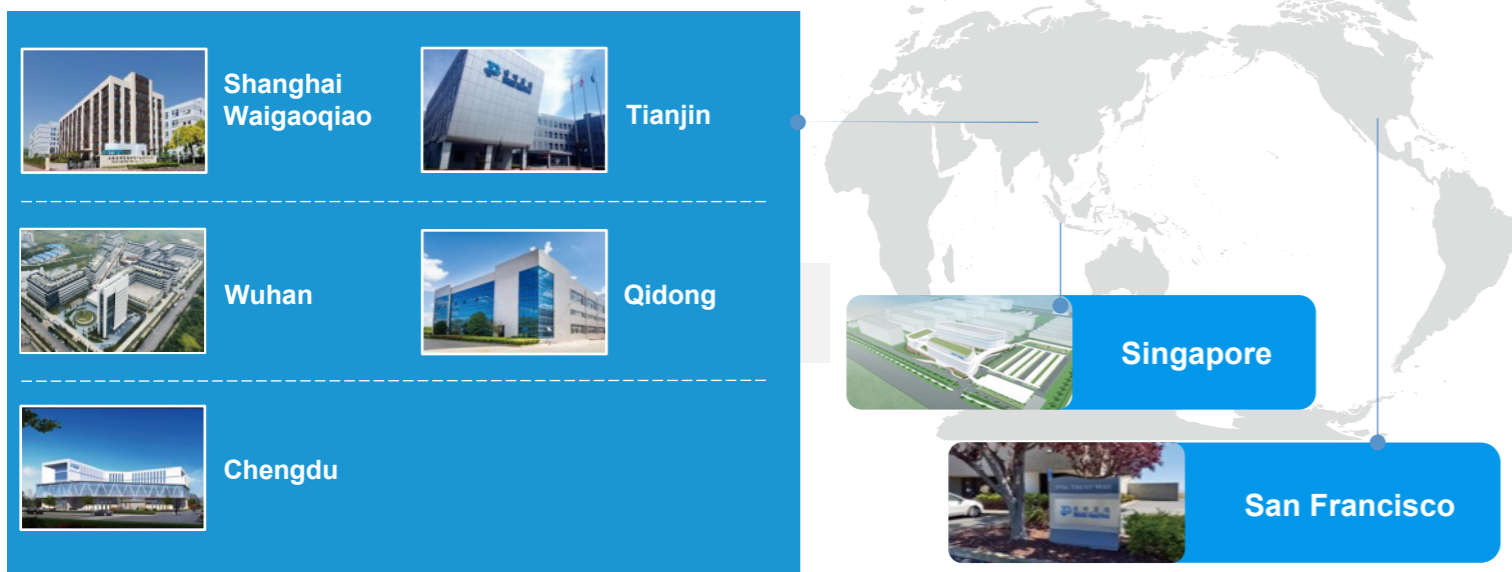 Shanghai
Waigaoqiao
Tianjin
Wuhan
Qidong
Chengdu
Singapore
San Francisco